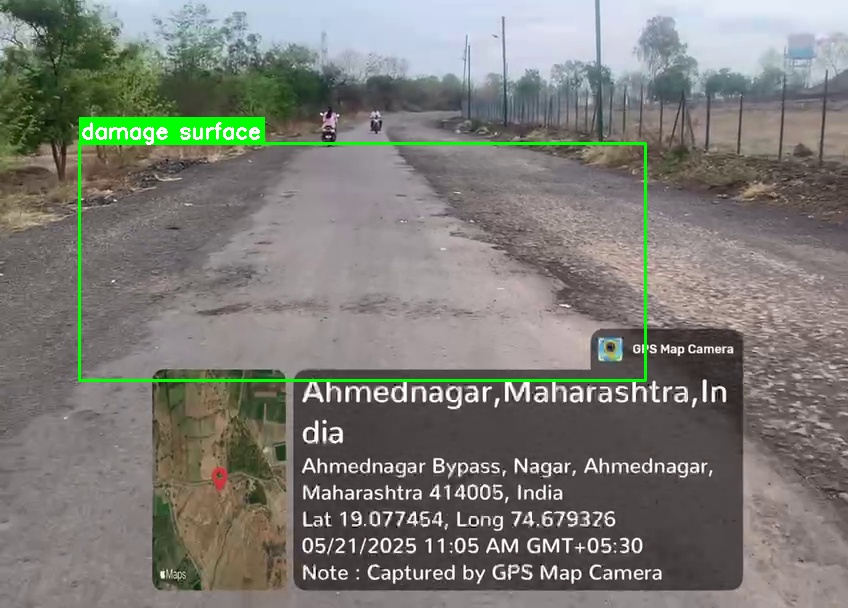 damage surface
GPS Map Camera
Ahmednagar,Maharashtra,In
dia
Ahmednagar Bypass, Nagar, Ahmednagar,
Maharashtra 414005, India
Lat 19.077454, Long 74.679326
05/21/2025 11:05 AM GMT+05:30
Note : Captured by GPS Map Camera
Maps